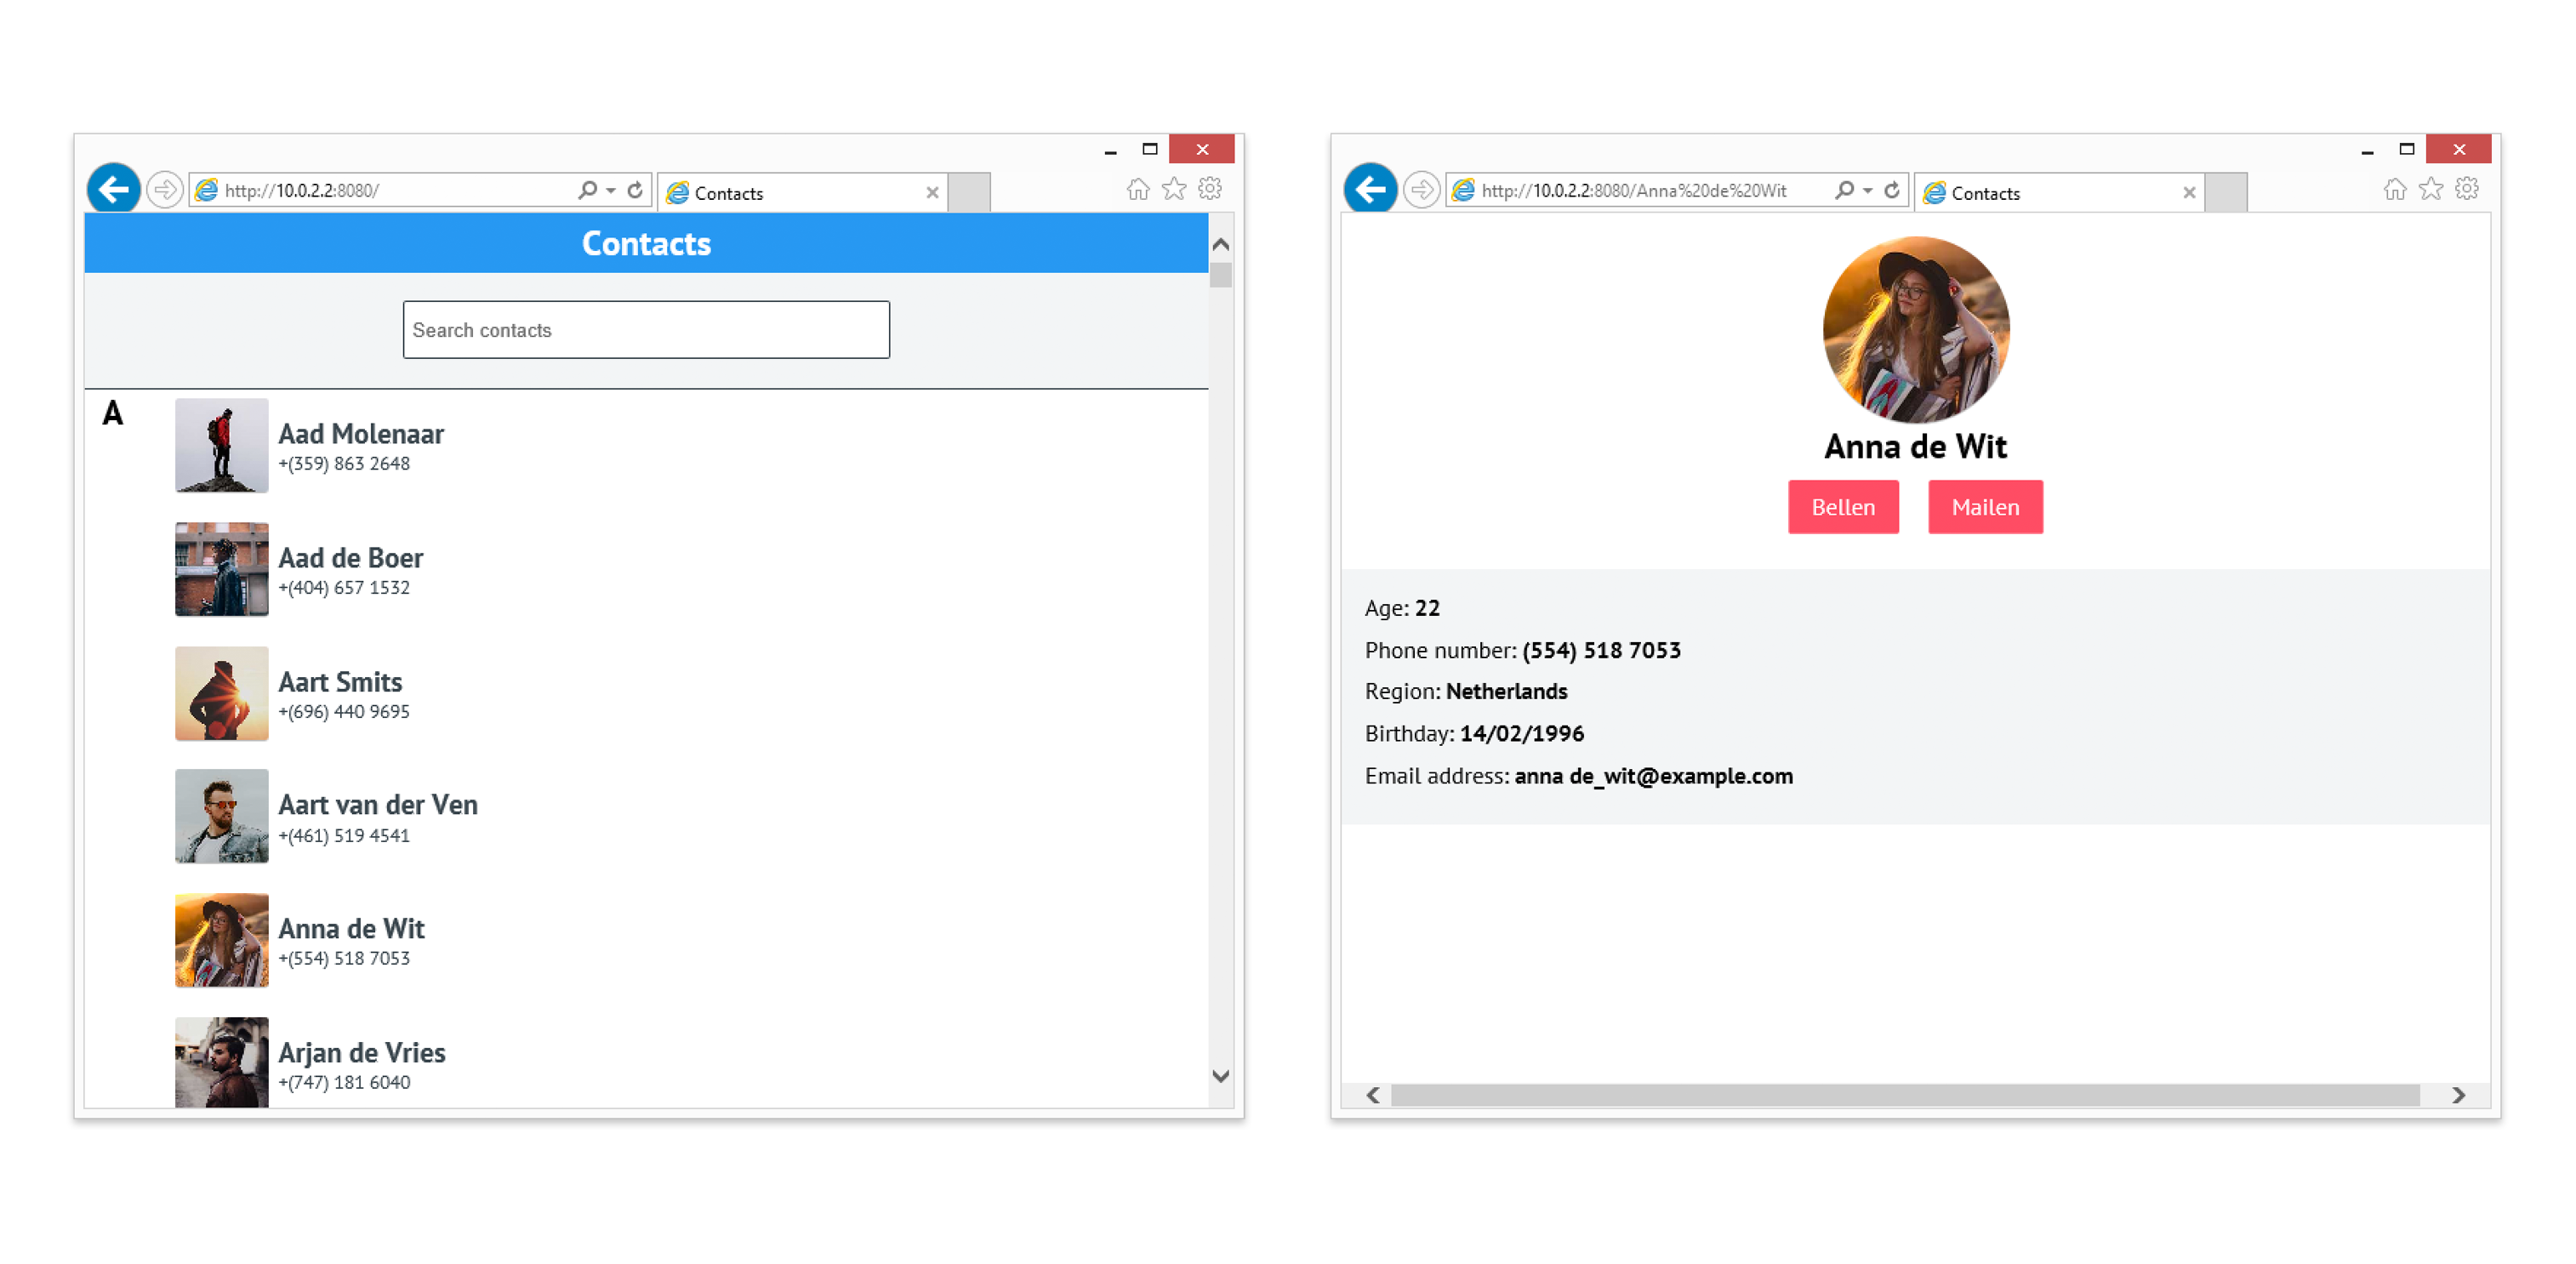 http://10.0.2.2:8080/
Contacts
Contacts
Search contacts
A
Aad Molenaar
+(359) 863 2648
Aad de Boer
+(404) 657 1532
Aart Smits
+(696) 440 9695
Aart van der Ven
+(461) 519 4541
Anna de Wit
+(554) 518 7053
Arjan de Vries
+(747) 181 6040
http://10.0.2.2:8080/Anna%20de%20Wit
Contacts
Anna de Wit
Bellen
Mailen
Age: 22
Phone number: (554) 518 7053
Region: Netherlands
Birthday: 14/02/1996
Email address: anna de_wit@example.com